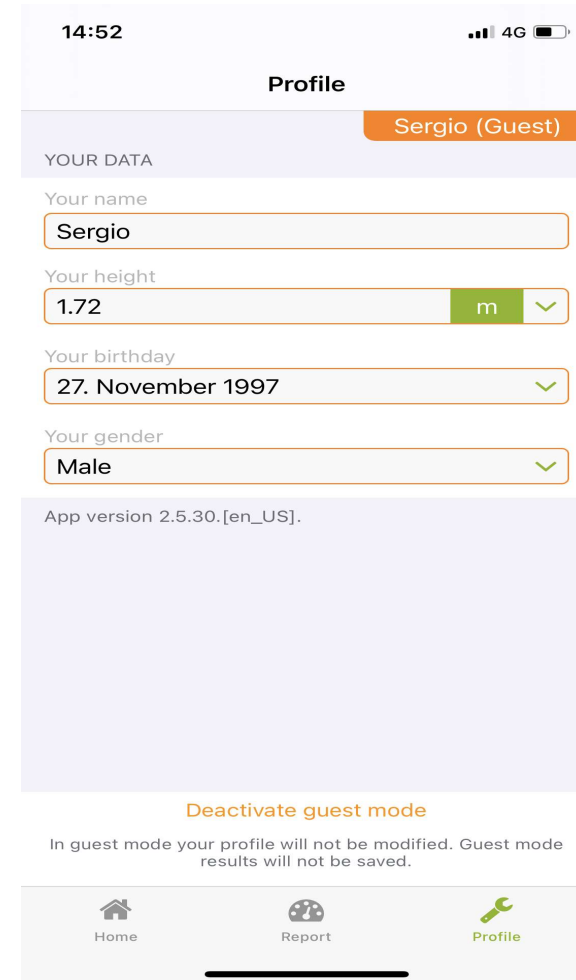 14:52
4G
Profile
Sergio (Guest)
YOUR DATA
Your name
Sergio
Your height
1.72
m
Your birthday
27. November 1997
Your gender
Male
App version 2.5.30.[en_US].
Deactivate guest mode
In guest mode your profile will not be modified. Guest mode
results will not be saved.
Home
Report
Profile